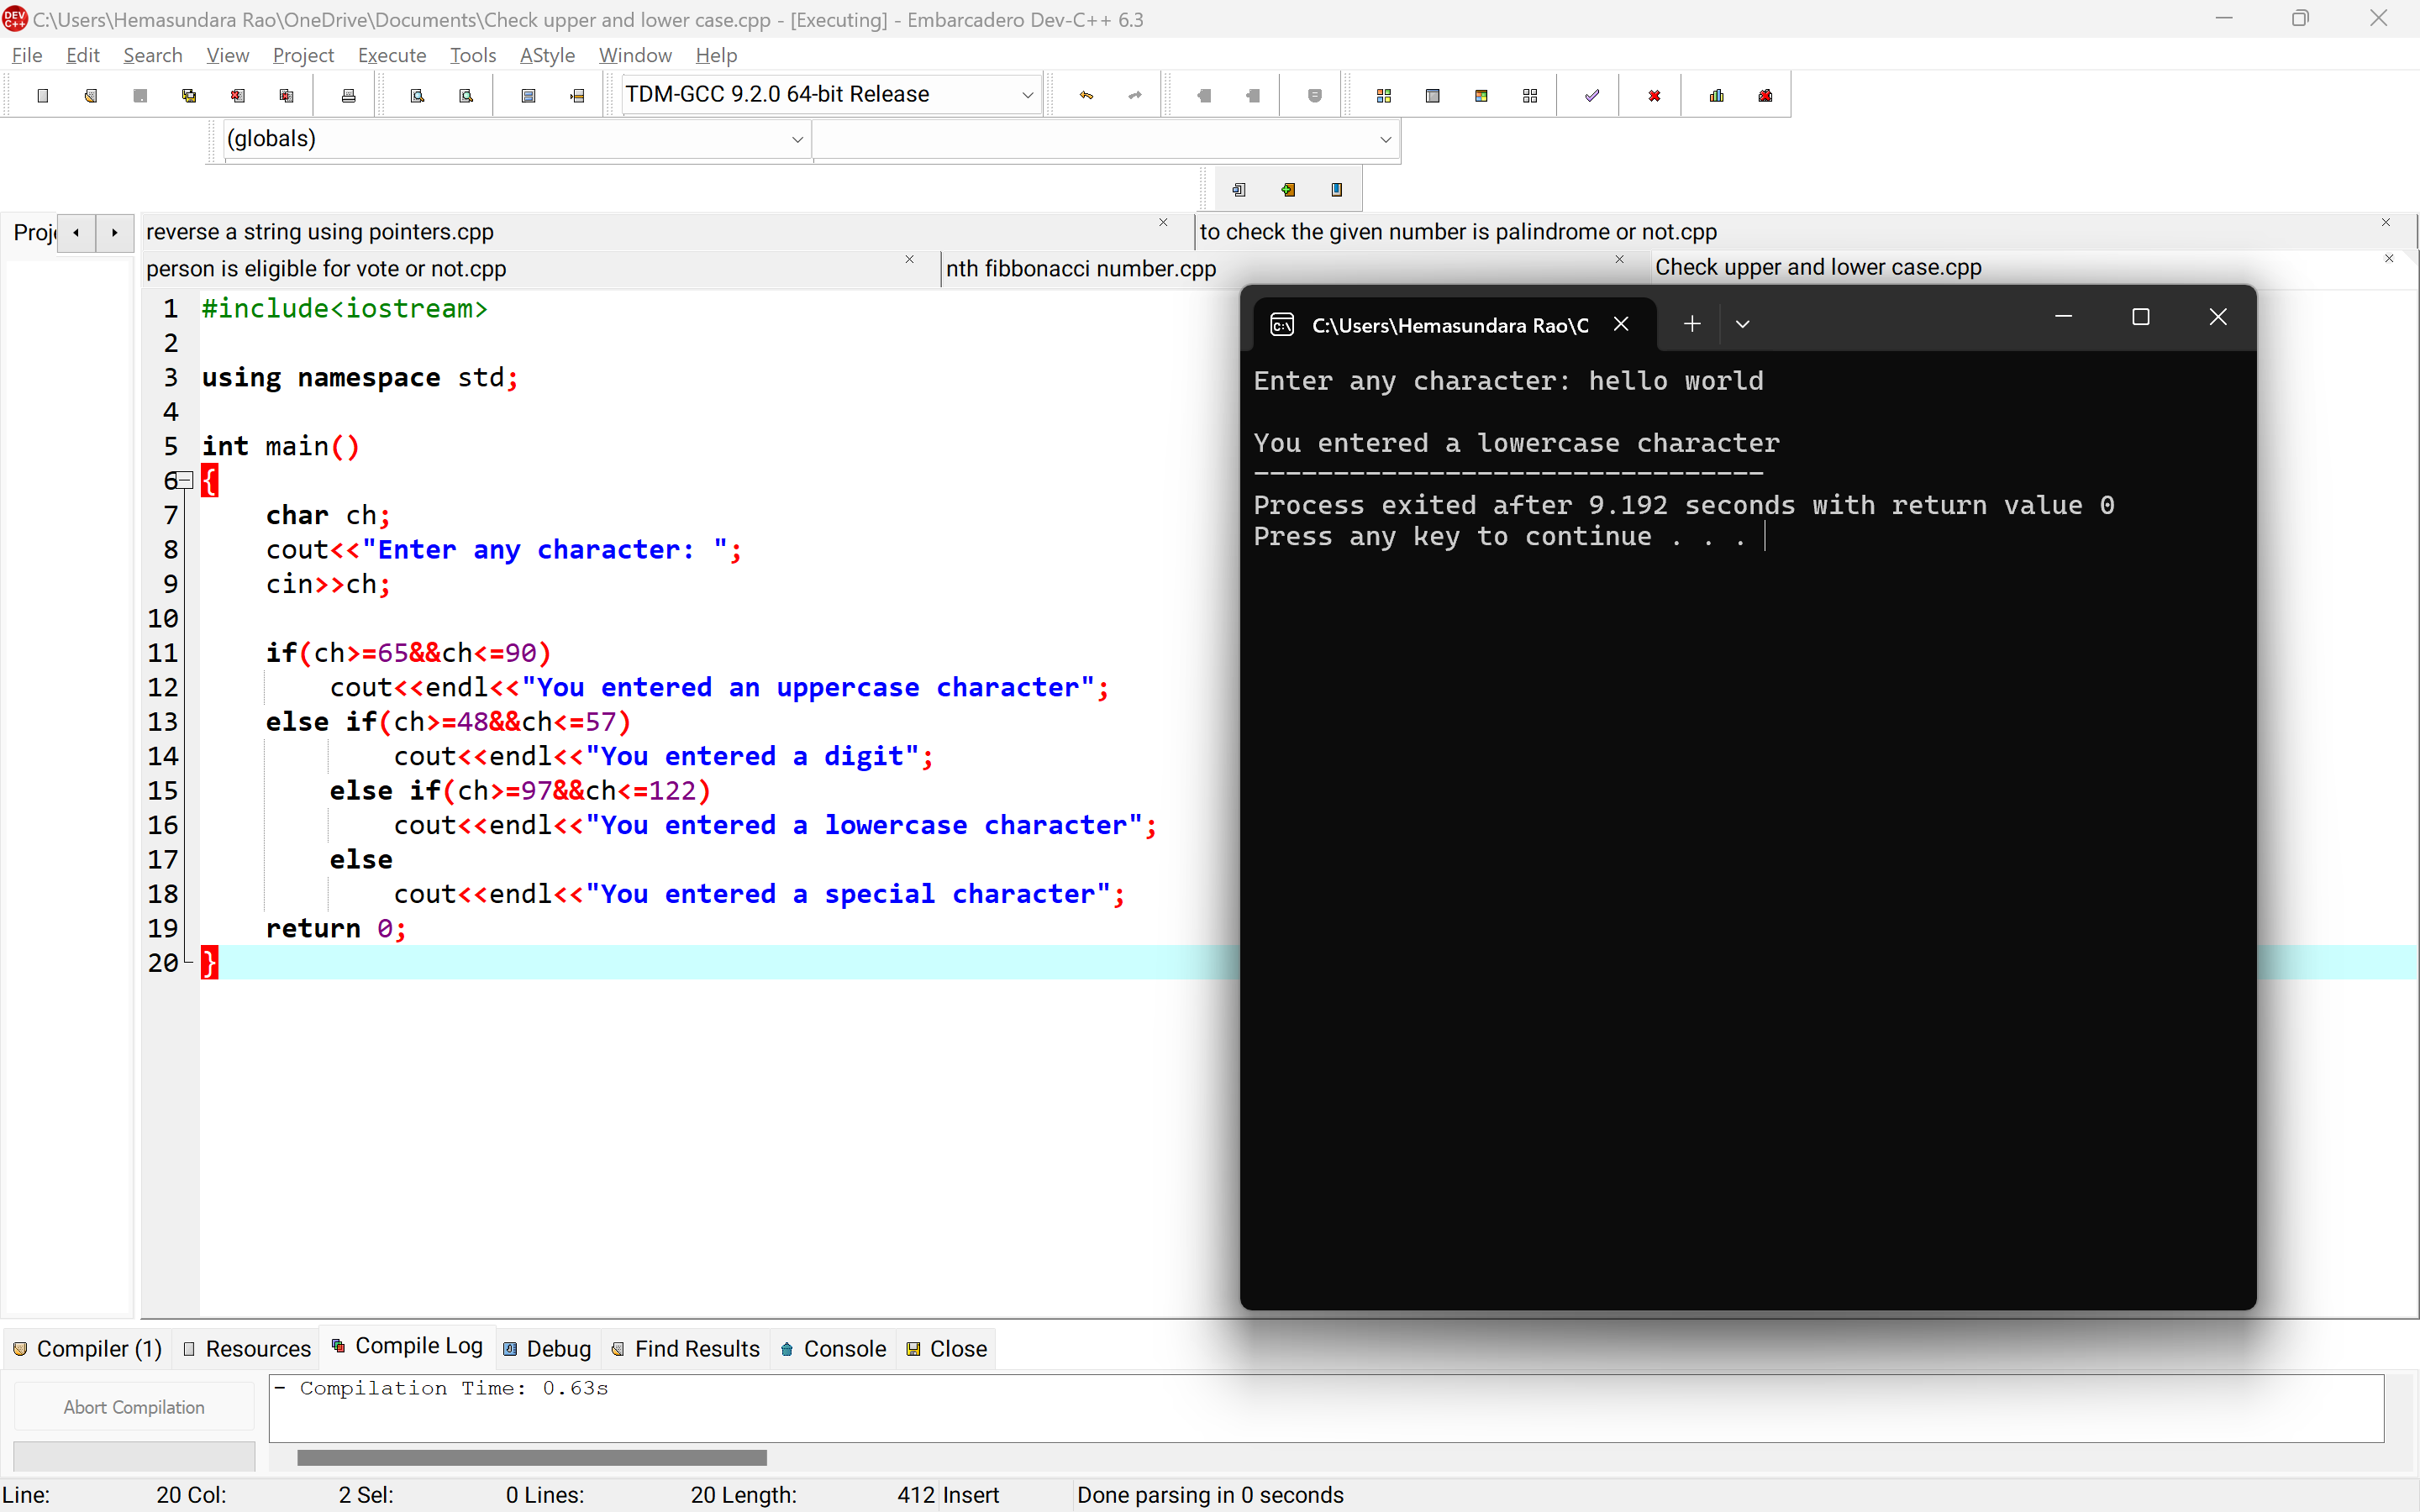 C:\Users\Hemasundara Rao\OneDrive\Documents\Check upper and lower case.cpp - [Executing] - Embarcadero Dev-C++ 6.3
File Edit Search View Project Execute Tools AStyle Window Help
TDM-GCC 9.2.0 64-bit Release
(globals)
Proj
reverse a string using pointers.cpp
to check the given number is palindrome or not.cpp
person is eligible for vote or not.cpp
nth fibbonacci number.cpp
Check upper and lower case.cpp
1 #include<iostream>
2
3 using namespace std;
4
5 int main()
6 {
7     char ch;
8     cout<<"Enter any character: ";
9     cin>>ch;
10
11     if(ch>=65&&ch<=90)
12         cout<<endl<<"You entered an uppercase character";
13     else if(ch>=48&&ch<=57)
14             cout<<endl<<"You entered a digit";
15         else if(ch>=97&&ch<=122)
16             cout<<endl<<"You entered a lowercase character";
17         else
18             cout<<endl<<"You entered a special character";
19     return 0;
20 }
C:\Users\Hemasundara Rao\C
Enter any character: hello world
You entered a lowercase character
--------------------------------
Process exited after 9.192 seconds with return value 0
Press any key to continue . . .
Compiler (1) Resources Compile Log Debug Find Results Console Close
Abort Compilation
- Compilation Time: 0.63s
Line: 20 Col: 2 Sel: 0 Lines: 20 Length: 412 Insert Done parsing in 0 seconds